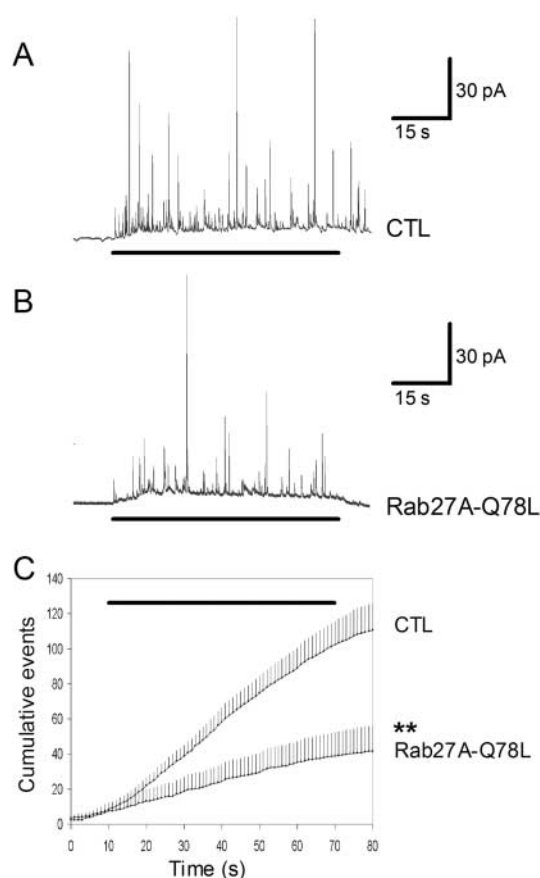 A
30 pA
15 s
CTL
B
30 pA
15 s
Rab27A-Q78L
C
140
120
100
80
60
40
20
0
Cumulative events
CTL
**
Rab27A-Q78L
0 10 20 30 40 50 60 70 80
Time (s)